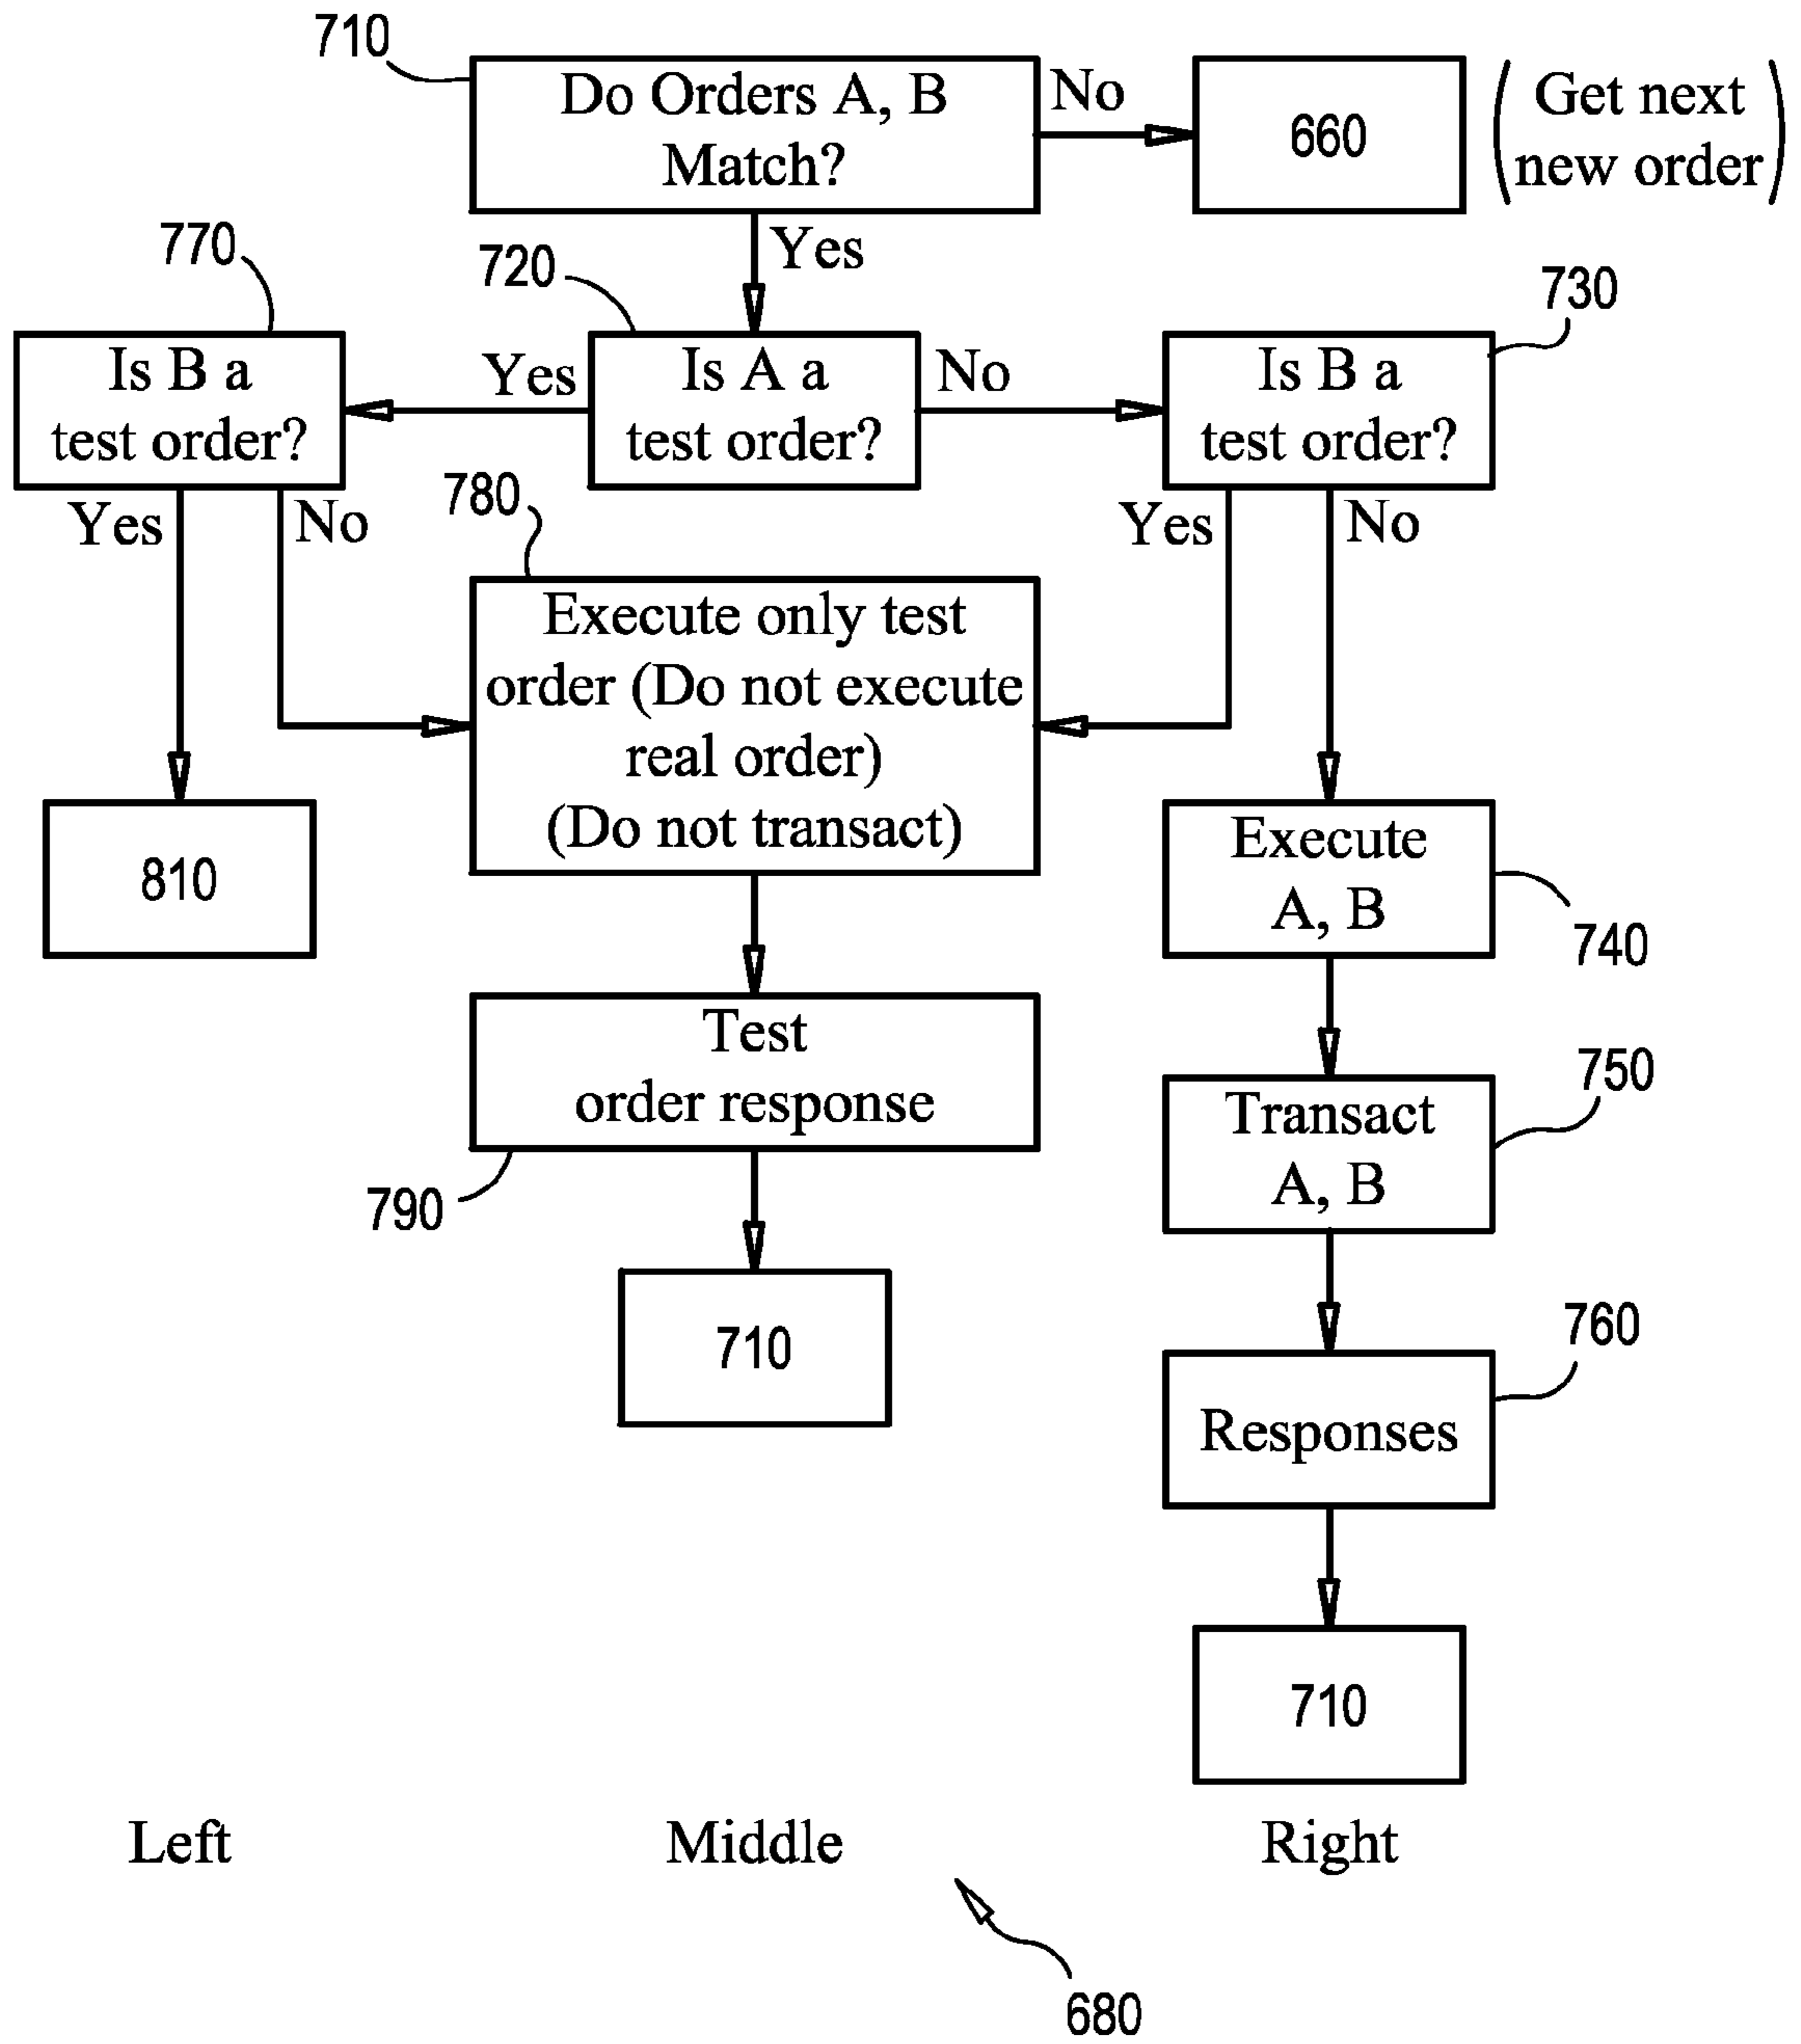 710
Do Orders A, B
Match?
No
660
(Get next
new order)
Yes
770
720
730
Is B a
test order?
Yes
Is A a
test order?
No
Is B a
test order?
Yes
No
780
Yes
No
Execute only test
order (Do not execute
real order)
(Do not transact)
810
Execute
A, B
740
Test
order response
790
750
Transact
A, B
710
760
Responses
710
Left
Middle
Right
680